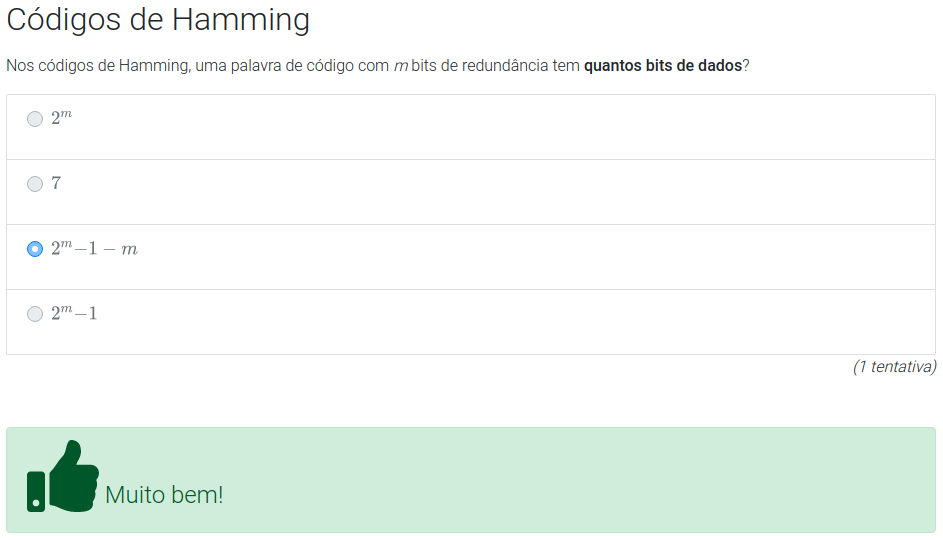 Códigos de Hamming
Nos códigos de Hamming, uma palavra de código com m bits de redundância tem quantos bits de dados?
2^m
7
2^m−1 − m
2^m−1
(1 tentativa)
Muito bem!